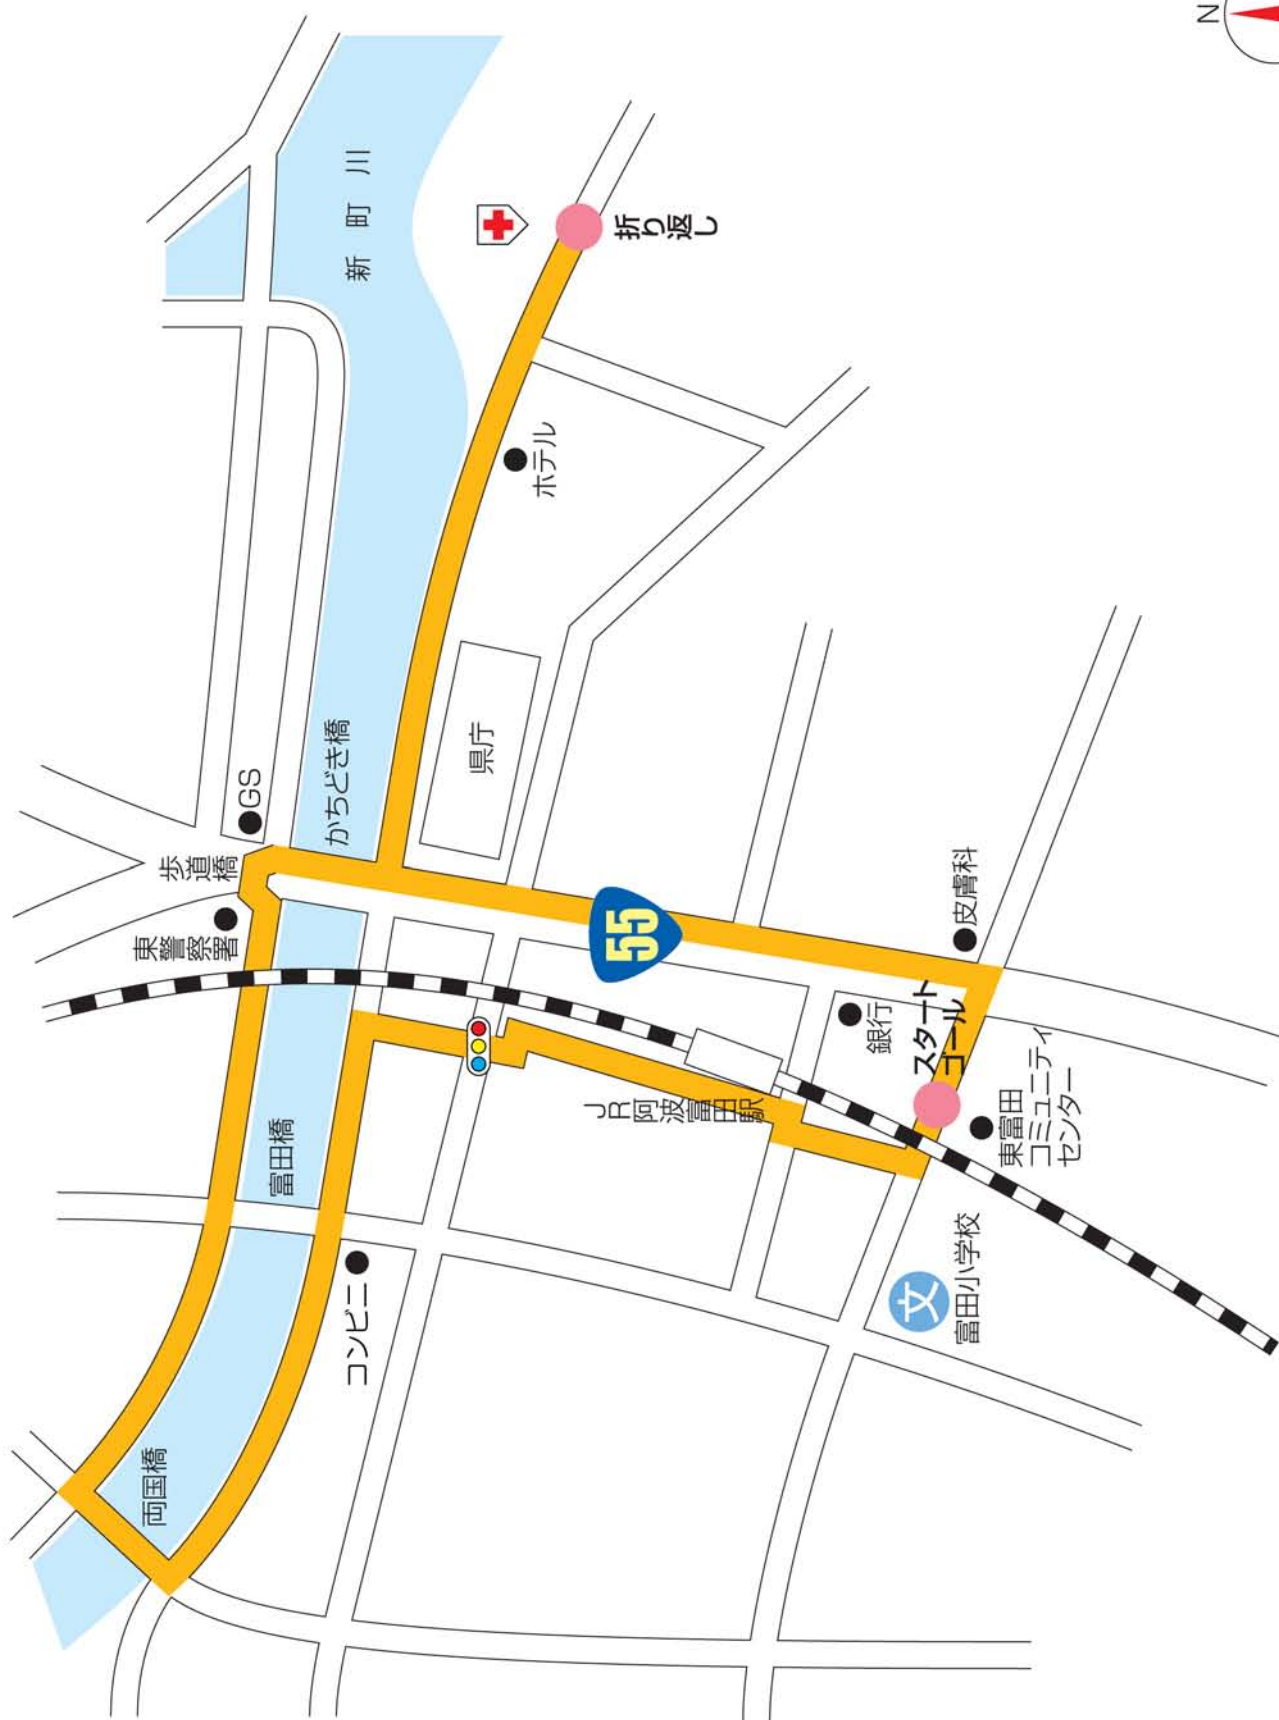 両国橋
コンビニ
富田橋
東警察署
歩道橋
GS
かちどき橋
新町川
折り返し
ホテル
県庁
55
JR阿波富田駅
富田小学校
文
東富田
コミュニティ
センター
スタート
ゴール
銀行
皮膚科
N